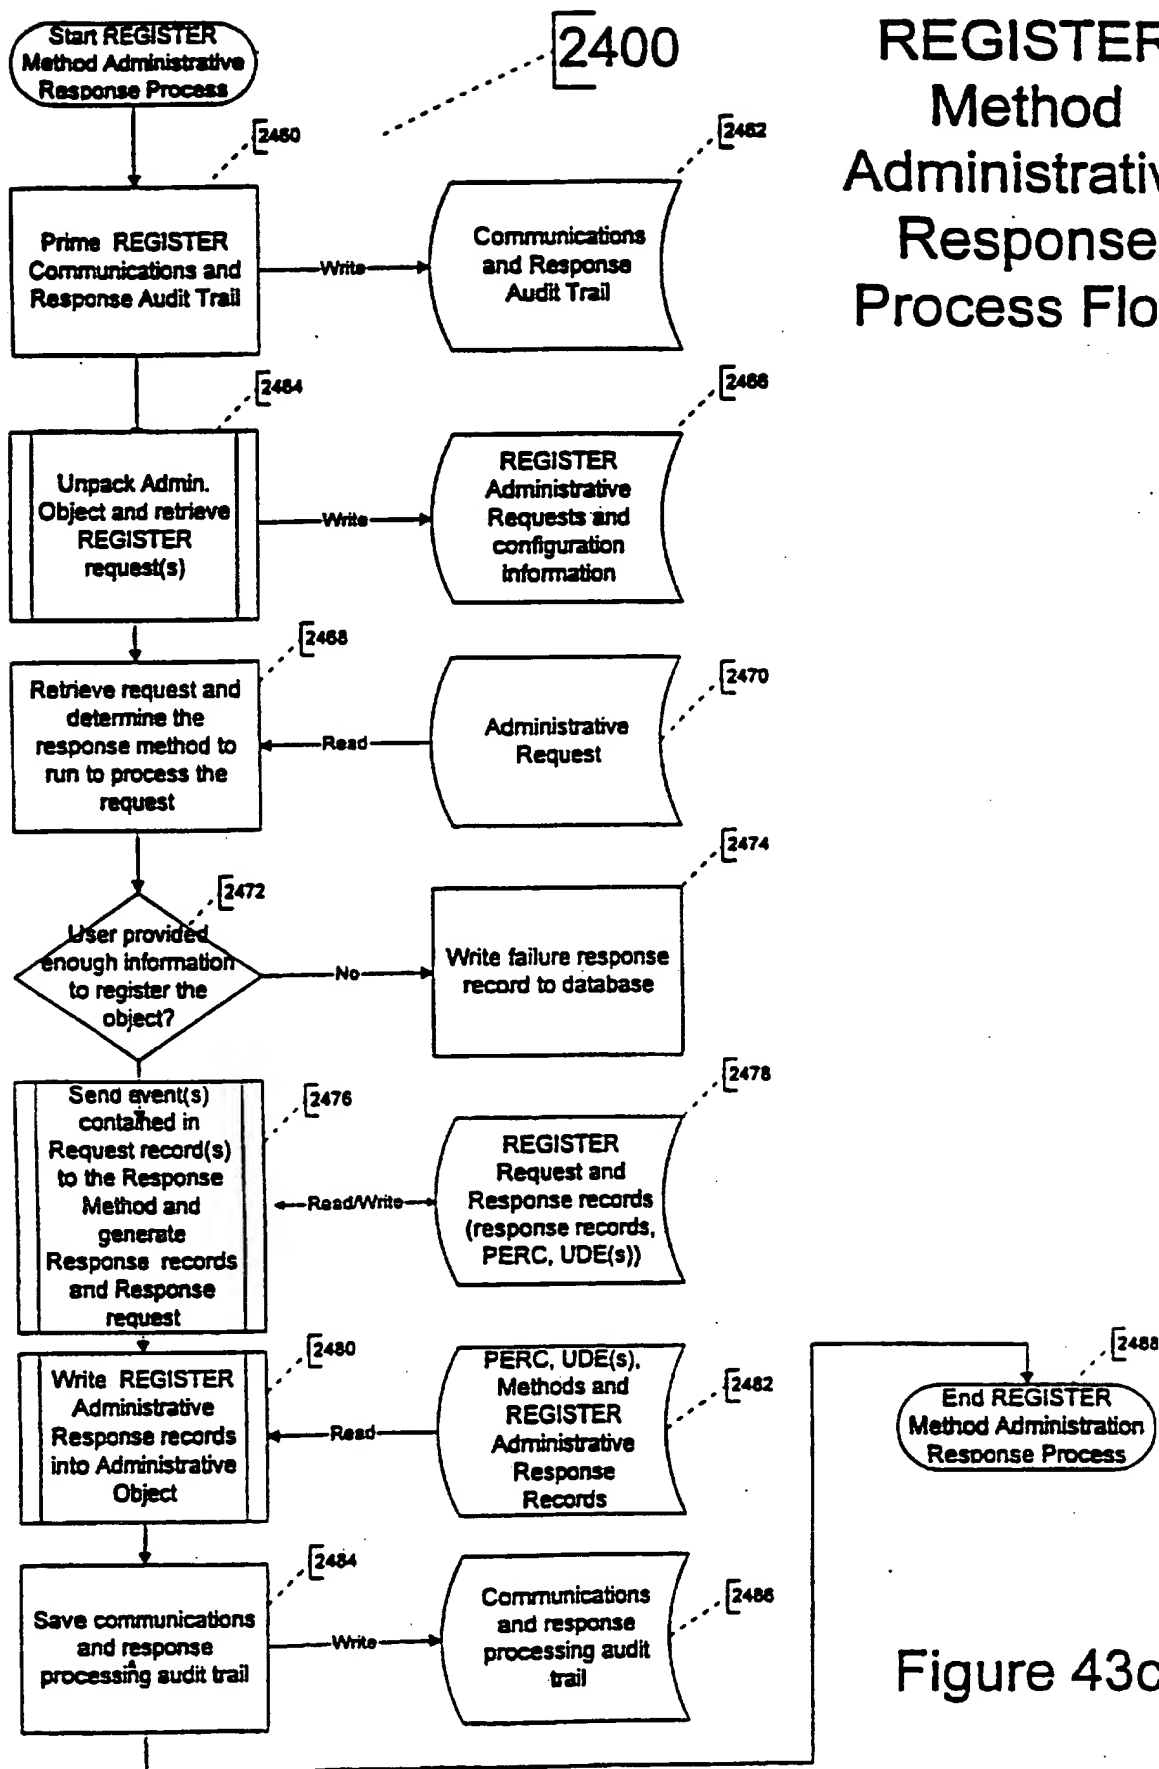 Start REGISTER
Method Administrative
Response Process
2400
REGISTER
Method
Administrativ
Response
Process Flo
2460
2462
Prime REGISTER
Communications and
Response Audit Trail
Write
Communications
and Response
Audit Trail
2464
2466
Unpack Admin.
Object and retrieve
REGISTER
request(s)
Write
REGISTER
Administrative
Requests and
configuration
information
2468
2470
Retrieve request and
determine the
response method to
run to process the
request
Read
Administrative
Request
2472
2474
User provided
enough information
to register the
object?
No
Write failure response
record to database
2476
2478
Send event(s)
contained in
Request record(s)
to the Response
Method and
generate
Response records
and Response
request
Read/Write
REGISTER
Request and
Response records
(response records,
PERC, UDE(s))
2480
2482
Write REGISTER
Administrative
Response records
into Administrative
Object
Read
PERC, UDE(s),
Methods and
REGISTER
Administrative
Response
Records
2488
End REGISTER
Method Administration
Response Process
2484
2486
Save communications
and response
processing audit trail
Write
Communications
and response
processing audit
trail
Figure 43c